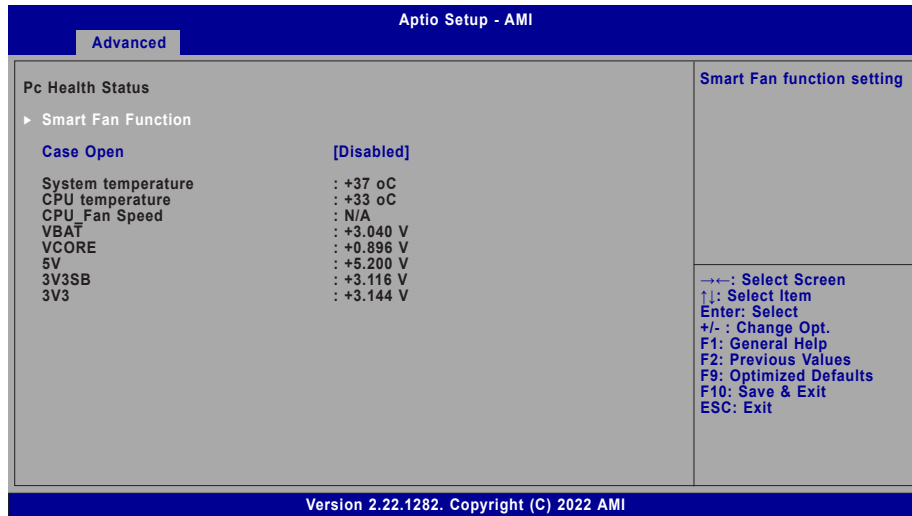 Aptio Setup - AMI
Advanced
Pc Health Status
► Smart Fan Function
Case Open [Disabled]
System temperature : +37 oC
CPU temperature : +33 oC
CPU_Fan Speed : N/A
VBAT : +3.040 V
VCORE : +0.896 V
5V : +5.200 V
3V3SB : +3.116 V
3V3 : +3.144 V
Smart Fan function setting
→←: Select Screen
↑↓: Select Item
Enter: Select
+/- : Change Opt.
F1: General Help
F2: Previous Values
F9: Optimized Defaults
F10: Save & Exit
ESC: Exit
Version 2.22.1282. Copyright (C) 2022 AMI